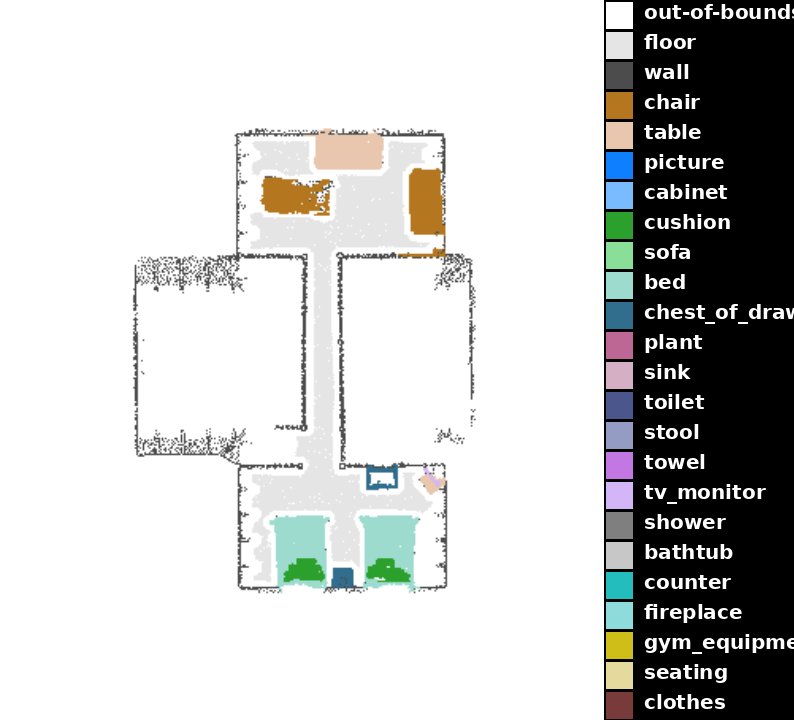 out-of-bounds
floor
wall
chair
table
picture
cabinet
cushion
sofa
bed
chest_of_draw
plant
sink
toilet
stool
towel
tv_monitor
shower
bathtub
counter
fireplace
gym_equipme
seating
clothes